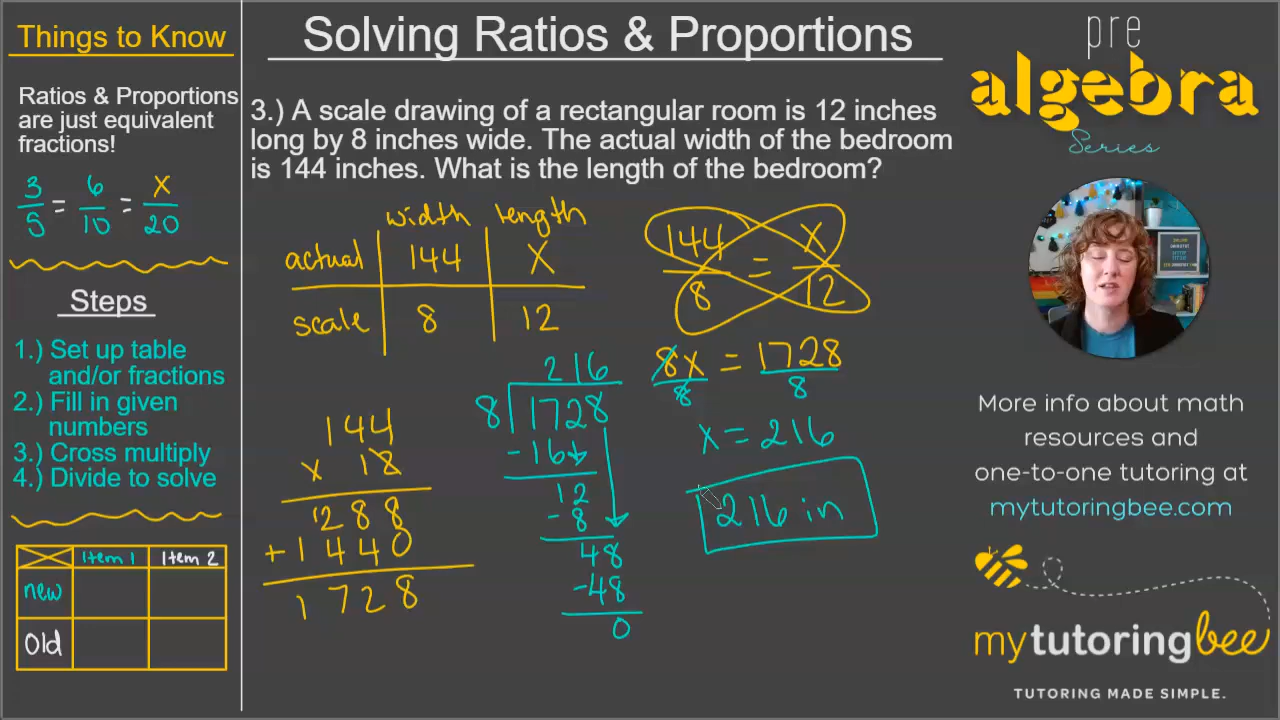 Solving Ratios & Proportions
Things to Know
Ratios & Proportions
are just equivalent
fractions!
3/5 = 6/10 = x/20
Steps
1.) Set up table
and/or fractions
2.) Fill in given
numbers
3.) Cross multiply
4.) Divide to solve
Item 1 Item 2
new
old
3.) A scale drawing of a rectangular room is 12 inches
long by 8 inches wide. The actual width of the bedroom
is 144 inches. What is the length of the bedroom?
width length
actual 144 x
scale 8 12
144/8 = x/12
8x/8 = 1728/8
x = 216
216 in
144
x 12
288
+1440
1728
216
8 1728
-16
12
-8
48
-48
0
pre
algebra
Series
More info about math
resources and
one-to-one tutoring at
mytutoringbee.com
mytutoringbee
TUTORING MADE SIMPLE.